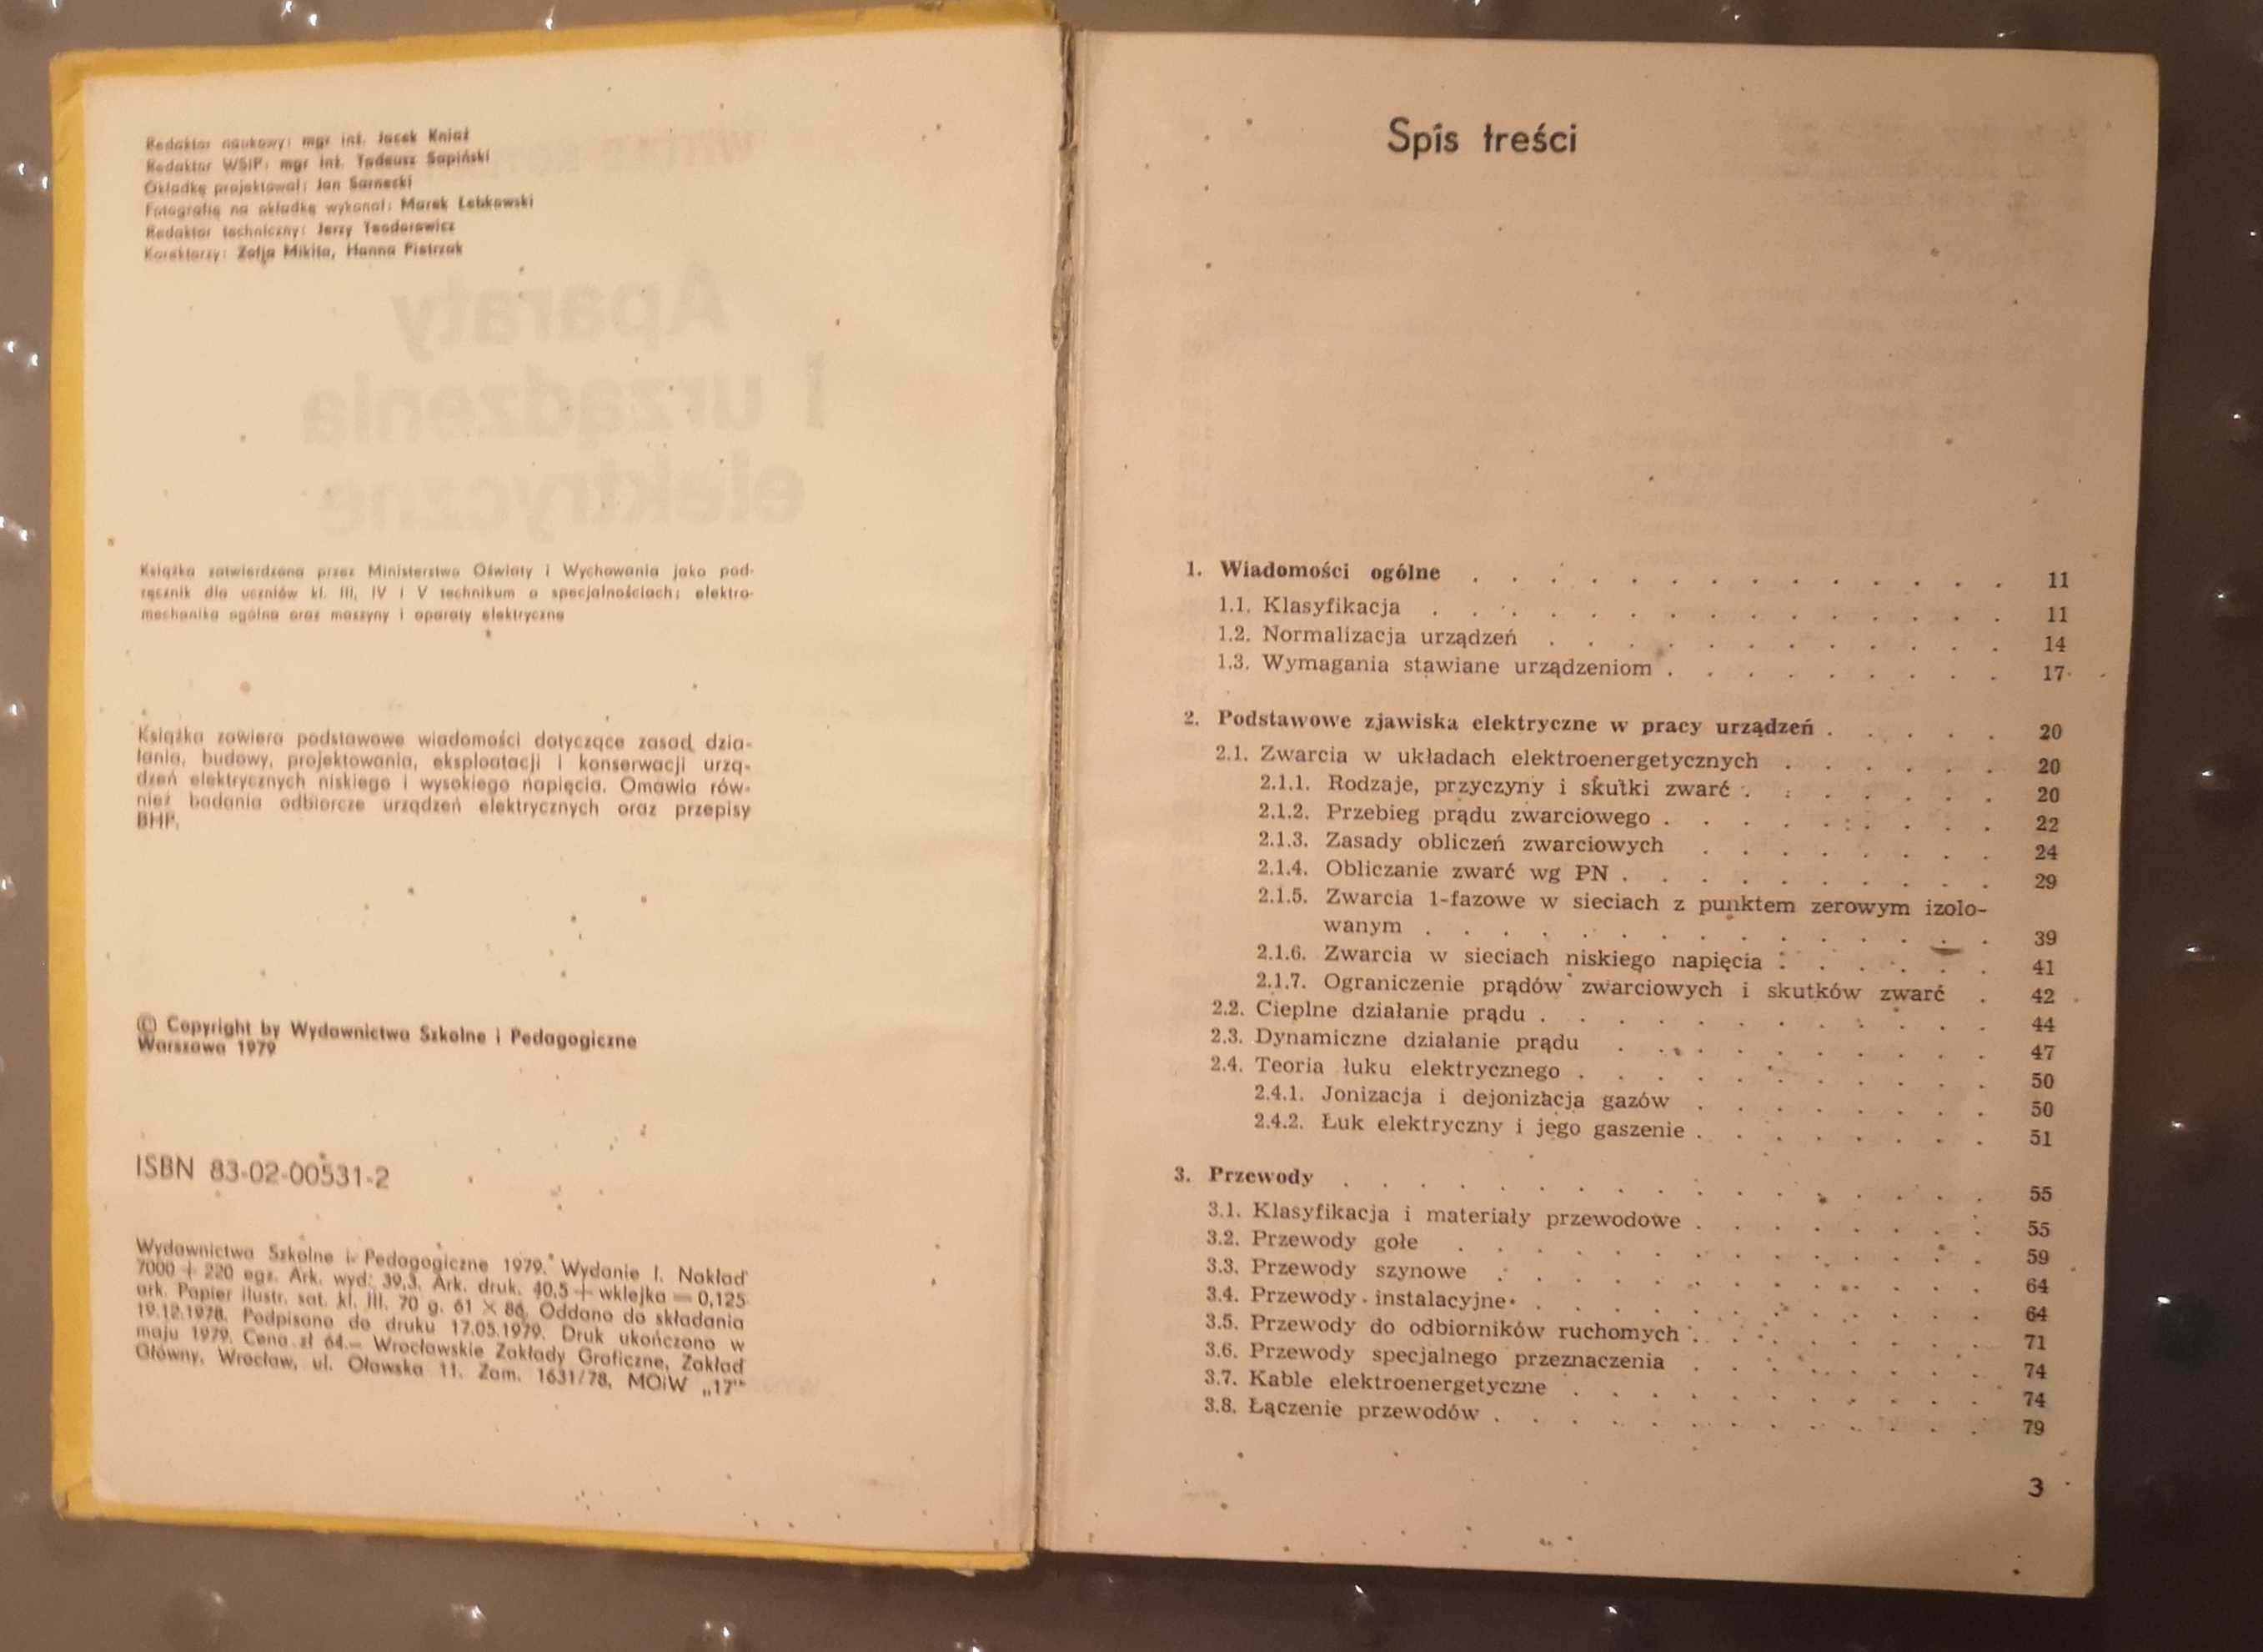 Redaktor naukowy: mgr inż. Jacek Kniaź
Redaktor WSiP: mgr inż. Tadeusz Sapiński
Okładkę projektował: Jan Sarnecki
Fotografię na okładkę wykonał: Marek Łebkowski
Redaktor techniczny: Jerzy Teodorowicz
Korektorzy: Zofia Mikita, Hanna Pietrzak
Aparaty
i urządzenia
elektryczne
Książka zatwierdzona przez Ministerstwo Oświaty i Wychowania jako pod-
ręcznik dla uczniów kl. III, IV i V technikum o specjalnościach: elektro-
mechanika ogólna oraz maszyny i aparaty elektryczne
Książka zawiera podstawowe wiadomości dotyczące zasad dzia-
łania, budowy, projektowania, eksploatacji i konserwacji urzą-
dzeń elektrycznych niskiego i wysokiego napięcia. Omawia rów-
nież badania odbiorcze urządzeń elektrycznych oraz przepisy
BHP.
© Copyright by Wydawnictwa Szkolne i Pedagogiczne
Warszawa 1979
ISBN 83-02-00531-2
Wydawnictwa Szkolne i Pedagogiczne 1979. Wydanie I. Nakład
7000 + 220 egz. Ark. wyd: 39,3. Ark. druk. 40,5 + wklejka = 0,125
ark. Papier ilustr. sat. kl. III. 70 g. 61 × 86. Oddano do składania
19.12.1978. Podpisano do druku 17.05.1979. Druk ukończono w
maju 1979. Cena zł 64.— Wrocławskie Zakłady Graficzne, Zakład
Główny, Wrocław, ul. Oławska 11. Zam. 1631/78, MOiW „17"
Spis treści
1. Wiadomości ogólne . . . . . . . . . . . . . . 11
1.1. Klasyfikacja . . . . . . . . . . . . . . . 11
1.2. Normalizacja urządzeń . . . . . . . . . . . . 14
1.3. Wymagania stawiane urządzeniom . . . . . . . . . 17
2. Podstawowe zjawiska elektryczne w pracy urządzeń . . . . . 20
2.1. Zwarcia w układach elektroenergetycznych . . . . . . 20
2.1.1. Rodzaje, przyczyny i skutki zwarć . . . . . . . 20
2.1.2. Przebieg prądu zwarciowego . . . . . . . . . 22
2.1.3. Zasady obliczeń zwarciowych . . . . . . . . 24
2.1.4. Obliczanie zwarć wg PN . . . . . . . . . . 29
2.1.5. Zwarcia 1-fazowe w sieciach z punktem zerowym izolo-
wanym . . . . . . . . . . . . . . . 39
2.1.6. Zwarcia w sieciach niskiego napięcia . . . . . . 41
2.1.7. Ograniczenie prądów zwarciowych i skutków zwarć . 42
2.2. Cieplne działanie prądu . . . . . . . . . . . . 44
2.3. Dynamiczne działanie prądu . . . . . . . . . . 47
2.4. Teoria łuku elektrycznego . . . . . . . . . . . 50
2.4.1. Jonizacja i dejonizacja gazów . . . . . . . . 50
2.4.2. Łuk elektryczny i jego gaszenie . . . . . . . . 51
3. Przewody . . . . . . . . . . . . . . . . . 55
3.1. Klasyfikacja i materiały przewodowe . . . . . . . . 55
3.2. Przewody gołe . . . . . . . . . . . . . . 59
3.3. Przewody szynowe . . . . . . . . . . . . . 64
3.4. Przewody instalacyjne . . . . . . . . . . . . 64
3.5. Przewody do odbiorników ruchomych . . . . . . . . 71
3.6. Przewody specjalnego przeznaczenia . . . . . . . . 74
3.7. Kable elektroenergetyczne . . . . . . . . . . . 74
3.8. Łączenie przewodów . . . . . . . . . . . . . 79
3